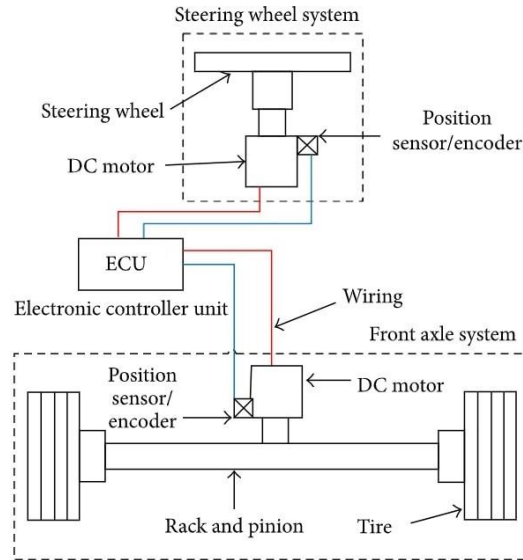 Steering wheel system
Steering wheel
Position
sensor/encoder
DC motor
ECU
Electronic controller unit
Wiring
Front axle system
Position
sensor/
encoder
DC motor
Rack and pinion
Tire